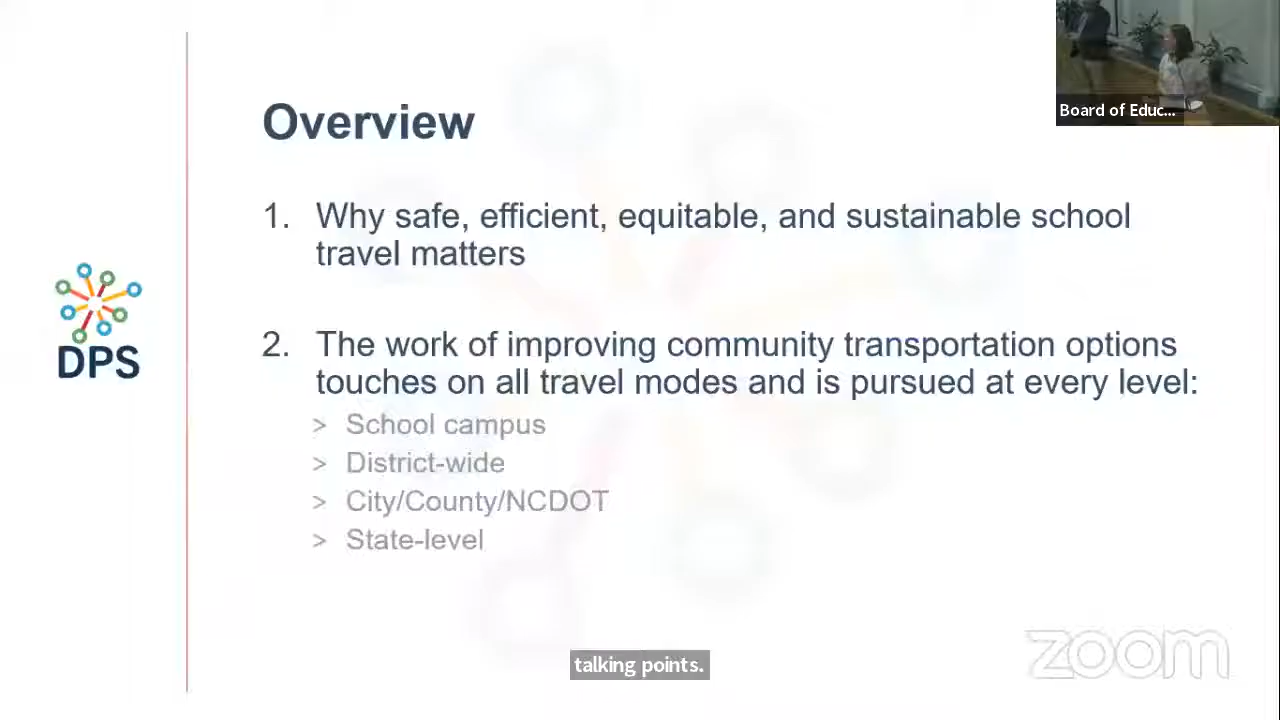 Board of Educ...
Overview
1. Why safe, efficient, equitable, and sustainable school
travel matters
2. The work of improving community transportation options
touches on all travel modes and is pursued at every level:
> School campus
> District-wide
> City/County/NCDOT
> State-level
DPS
talking points.
zoom